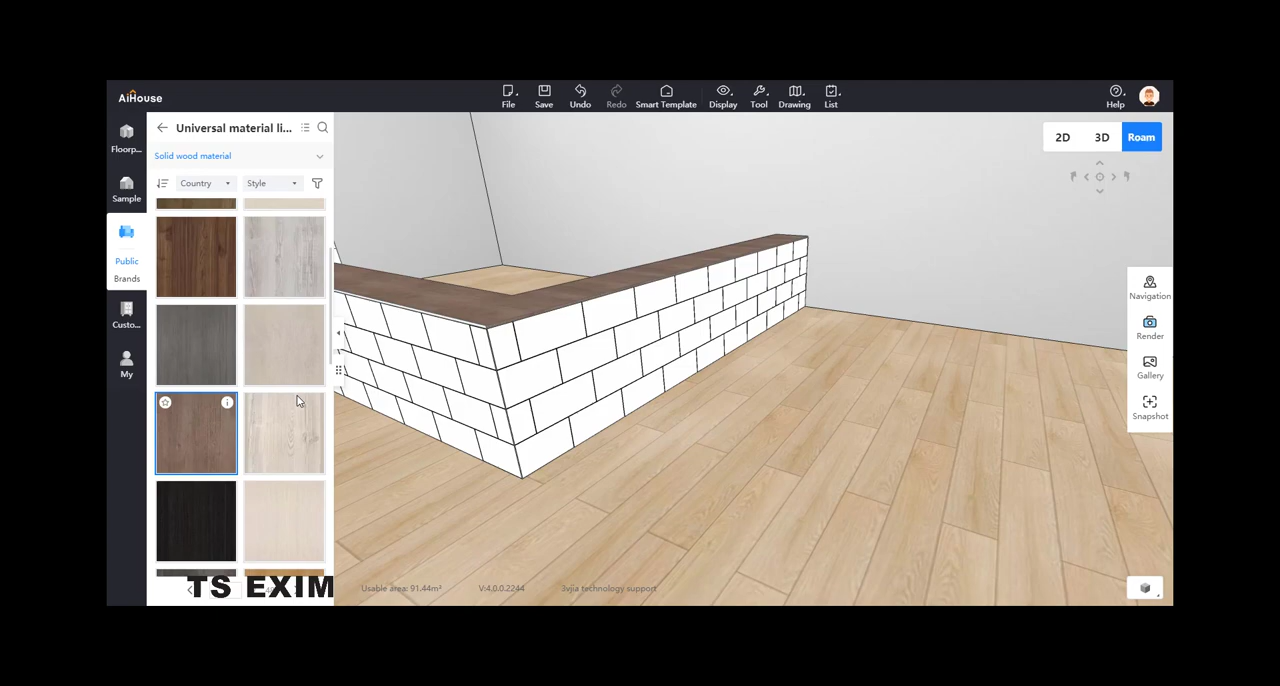 AiHouse
File
Save
Undo
Redo
Smart Template
Display
Tool
Drawing
List
Help
Floorp...
Sample
Public
Brands
Custo...
My
Universal material li...
Solid wood material
Country
Style
2D
3D
Roam
Navigation
Render
Gallery
Snapshot
TS EXIM
Usable area: 91.44m²
V:4.0.0.2244
3vjia technology support